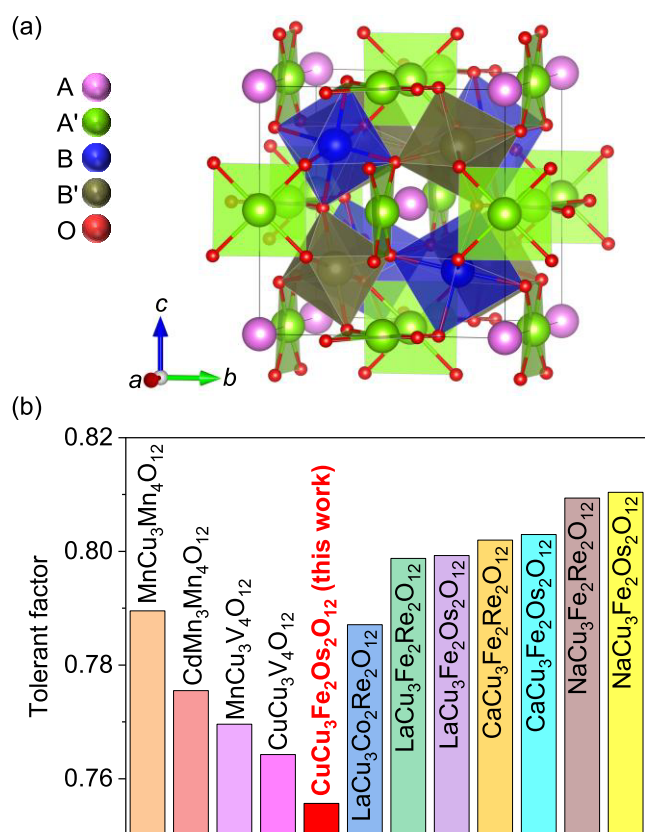 (a)
A
A'
B
B'
O
c
a
b
(b)
Tolerant factor
0.82
0.80
0.78
0.76
MnCu₃Mn₄O₁₂
CdMn₃Mn₄O₁₂
MnCu₃V₄O₁₂
CuCu₃V₄O₁₂
CuCu₃Fe₂Os₂O₁₂ (this work)
LaCu₃Co₂Re₂O₁₂
LaCu₃Fe₂Re₂O₁₂
LaCu₃Fe₂Os₂O₁₂
CaCu₃Fe₂Re₂O₁₂
CaCu₃Fe₂Os₂O₁₂
NaCu₃Fe₂Re₂O₁₂
NaCu₃Fe₂Os₂O₁₂